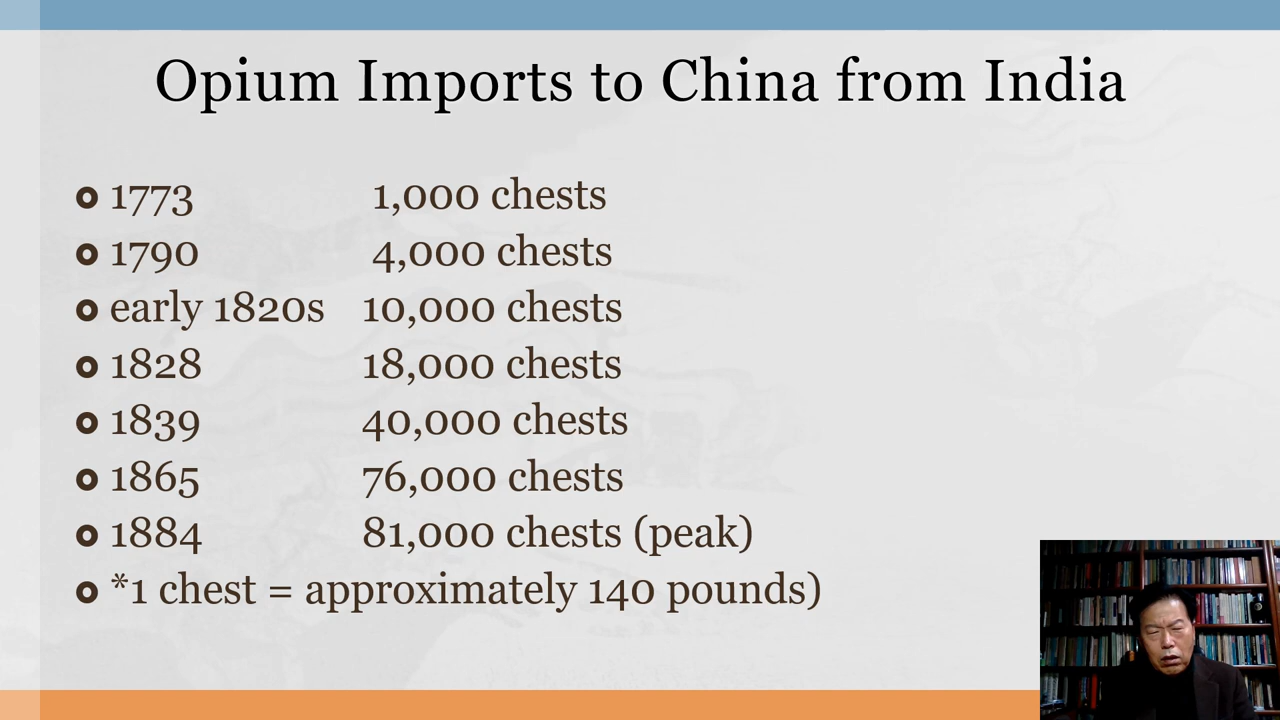 Opium Imports to China from India
1773 1,000 chests
1790 4,000 chests
early 1820s 10,000 chests
1828 18,000 chests
1839 40,000 chests
1865 76,000 chests
1884 81,000 chests (peak)
*1 chest = approximately 140 pounds)